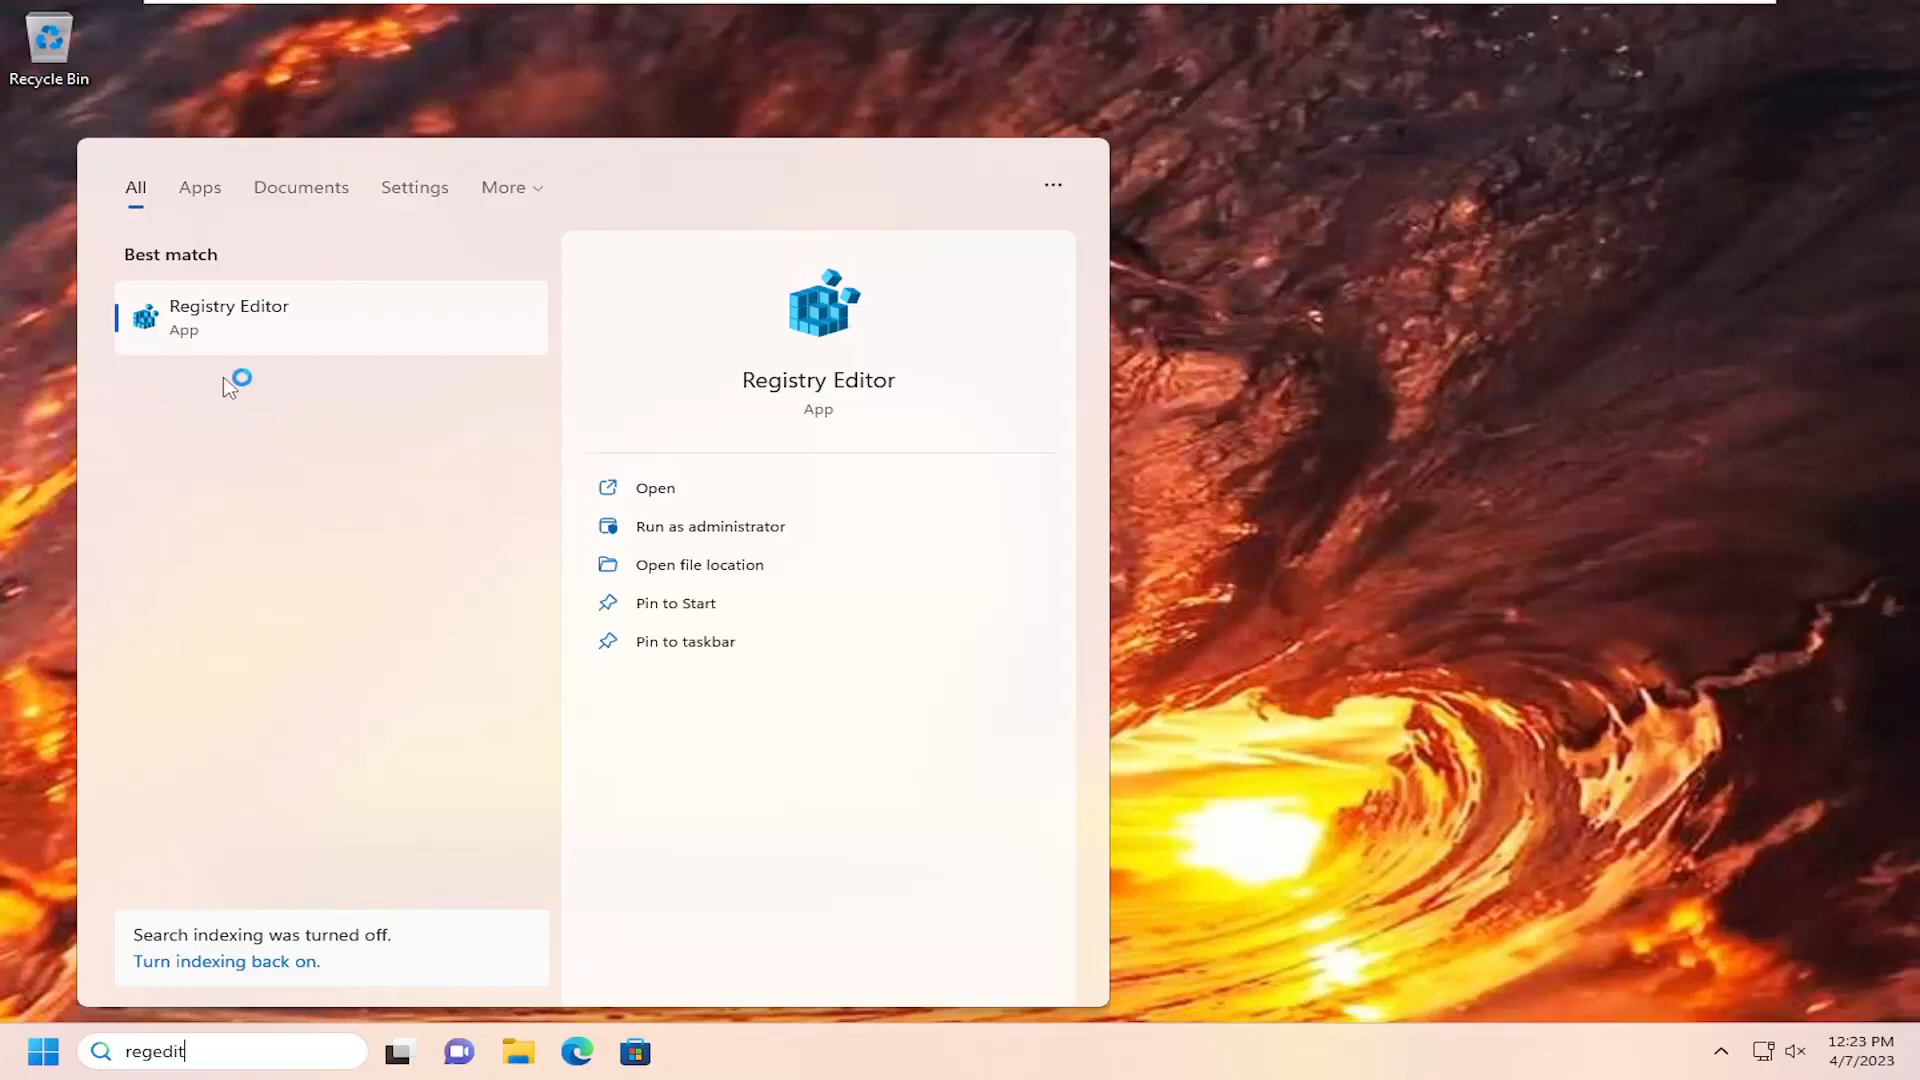 Recycle Bin
All
Apps
Documents
Settings
More
Best match
Registry Editor
App
Registry Editor
App
Open
Run as administrator
Open file location
Pin to Start
Pin to taskbar
Search indexing was turned off.
Turn indexing back on.
regedit
12:23 PM
4/7/2023